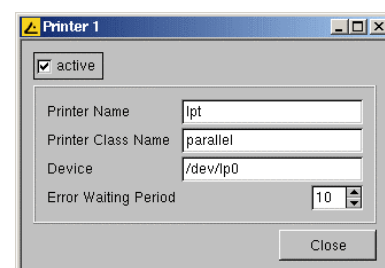 Printer 1
active
Printer Name lpt
Printer Class Name parallel
Device /dev/lp0
Error Waiting Period 10
Close